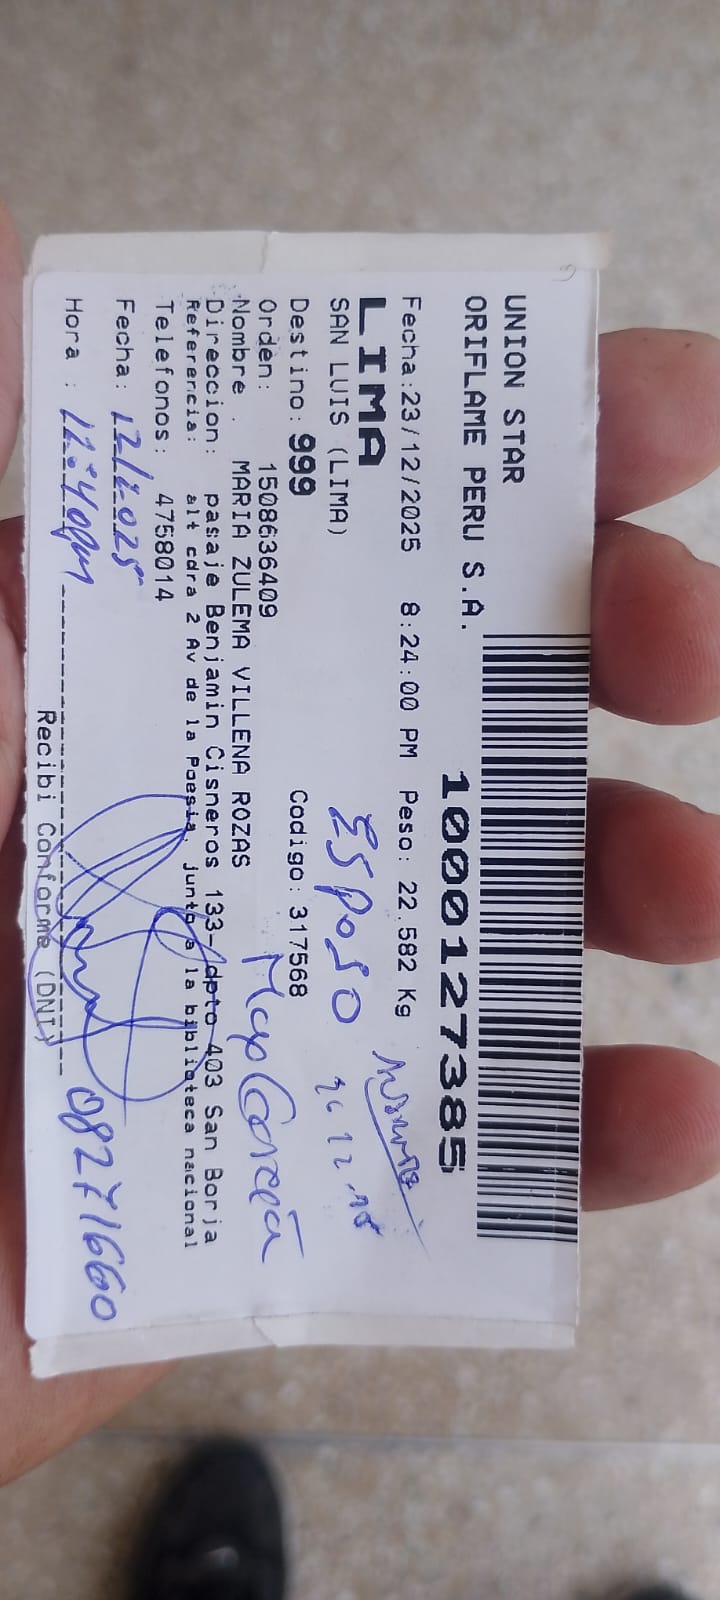 UNION STAR
ORIFLAME PERU S.A.
1000127385
Fecha:23/12/2025 8:24:00 PM Peso: 22.582 Kg
LIMA
SAN LUIS (LIMA)
ESPOSO
26 12
Destino: 999
Codigo: 317568
Orden: 1508636409
Nombre . MARIA ZULEMA VILLENA ROZAS
Direccion: pasaje Benjamin Cisneros 133-dpto 403 San Borja
Referencia: alt cdra 2 Av de la Poesia, junto a la biblioteca nacional
Telefonos: 4758014
Fecha:
Hora : 12:40pm
08271660
Recibi Conforme (DNI)